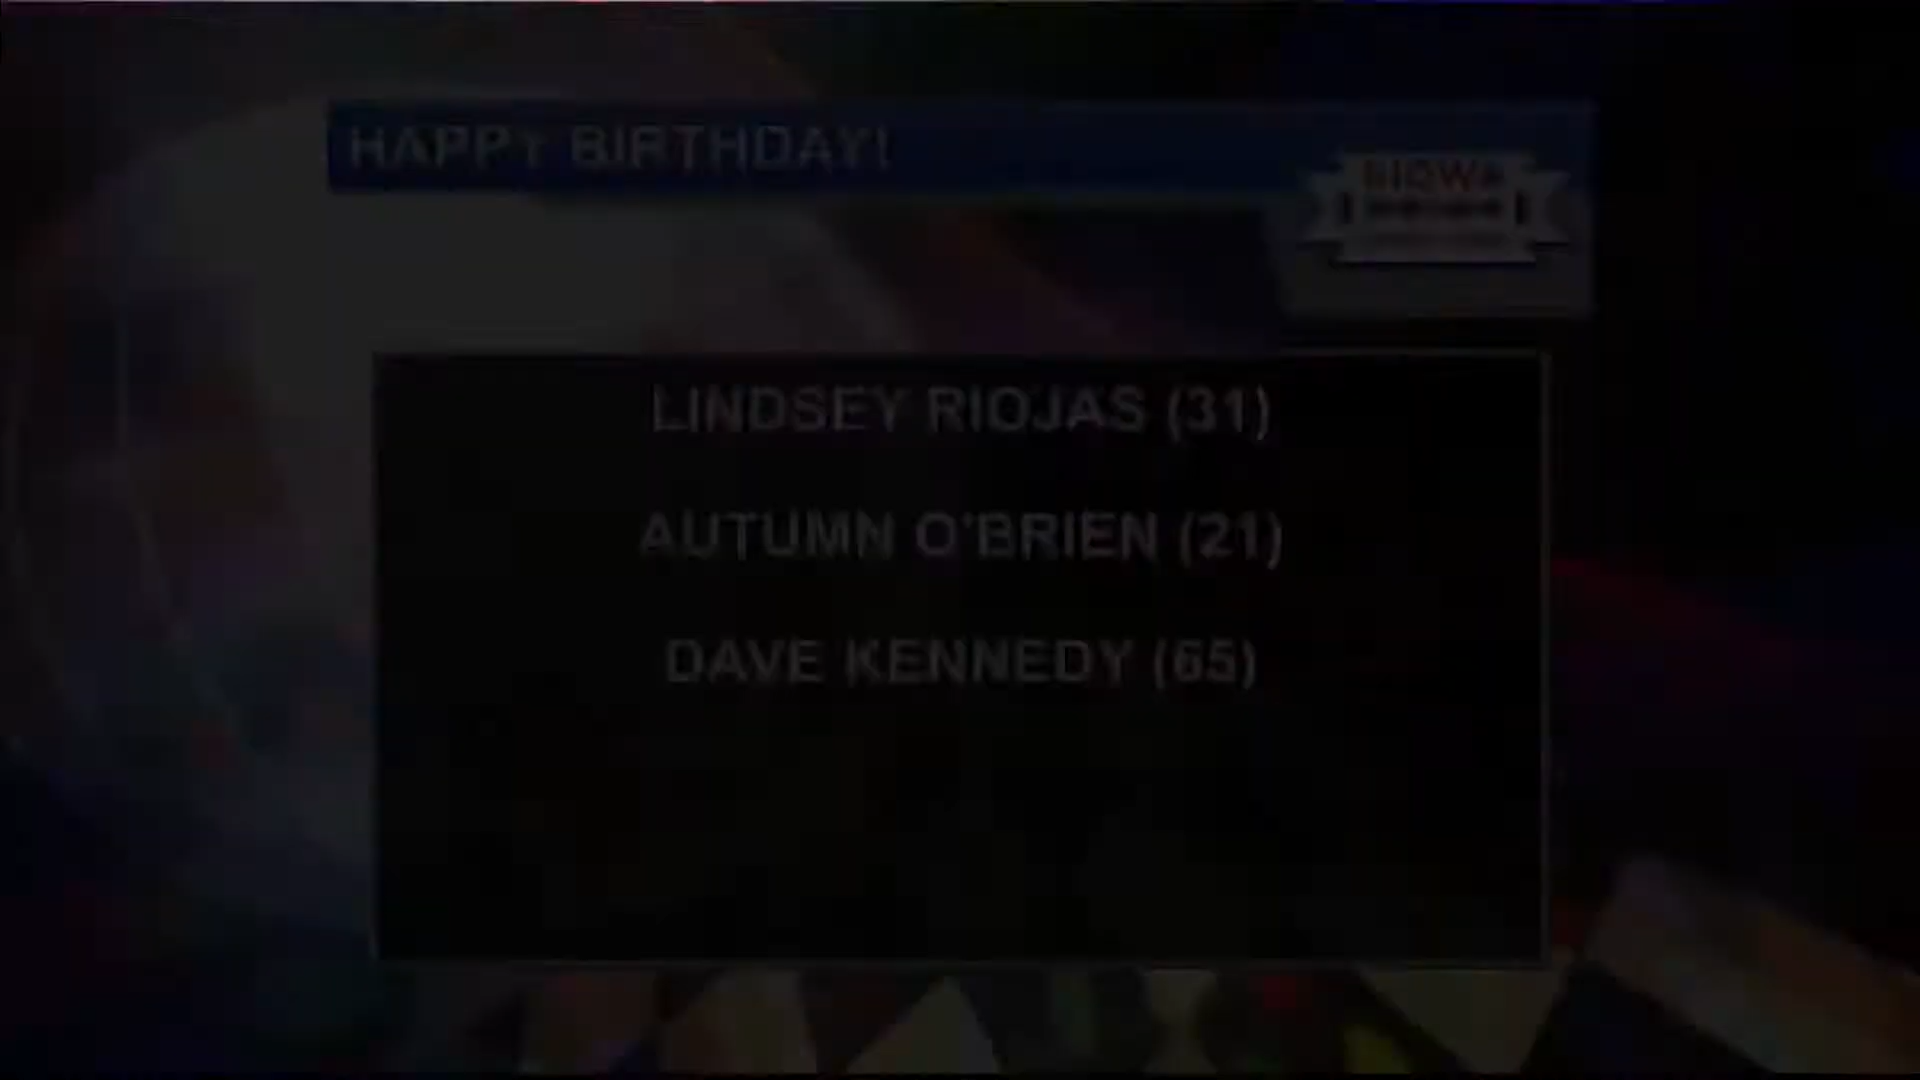 HAPPY BIRTHDAY!
LINDSEY RIOJAS (31)
AUTUMN O'BRIEN (21)
DAVE KENNEDY (65)